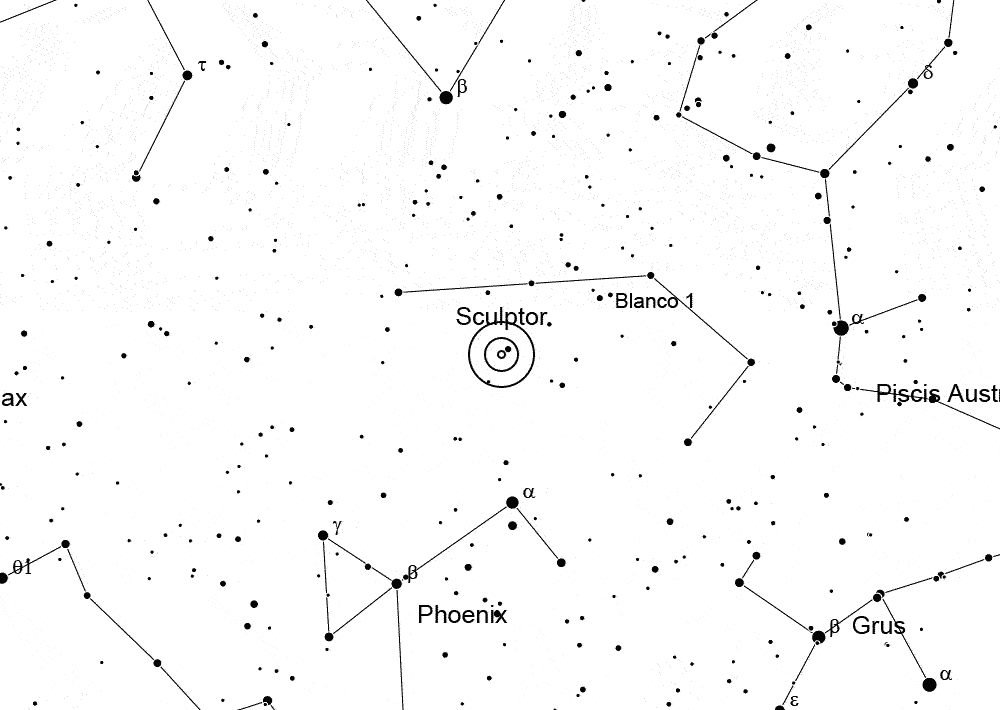 τ
β
δ
Blanco 1
Sculptor
α
ax
Piscis Austr
α
γ
θ1
β
Phoenix
β
Grus
α
ε